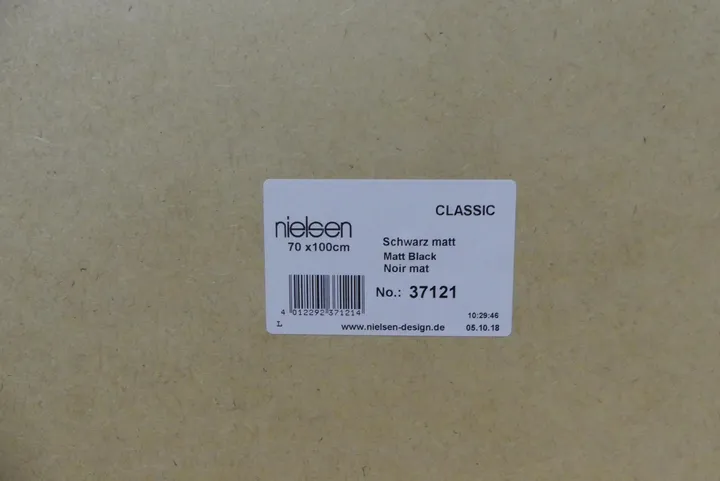 CLASSIC
nielsen
70 x100cm
Schwarz matt
Matt Black
Noir mat
No.: 37121
4 012292 371214
10:29:46
L
www.nielsen-design.de
05.10.18